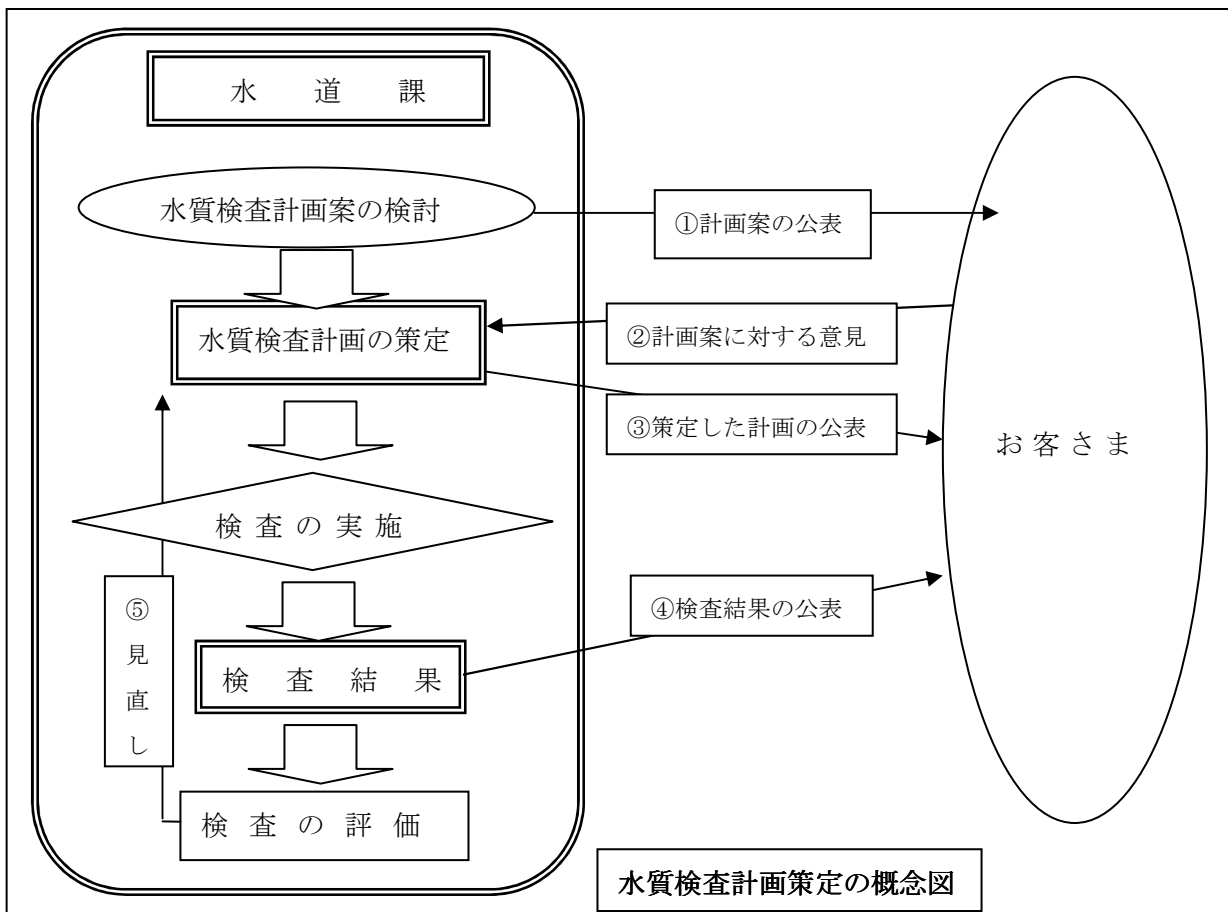 水道課
水質検査計画案の検討
①計画案の公表
水質検査計画の策定
②計画案に対する意見
③策定した計画の公表
お客さま
検査の実施
④検査結果の公表
⑤見直し
検査結果
検査の評価
水質検査計画策定の概念図